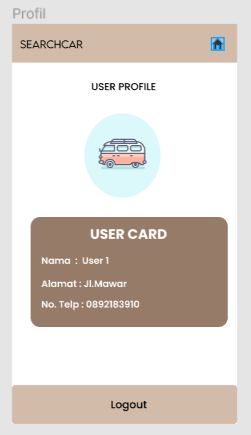 Profil
SEARCHCAR
USER PROFILE
USER CARD
Nama : User 1
Alamat : Jl.Mawar
No. Telp : 0892183910
Logout